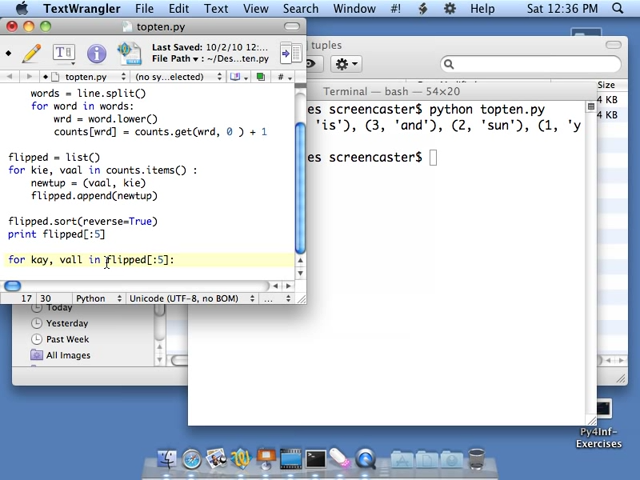 TextWrangler File Edit Text View Window #! Help Sat 12:36 PM
topten.py
Last Saved: 10/2/10 12:...
File Path ▾: ~/Des...ten.py
topten.py (no sy...selected) #
words = line.split()
for word in words:
wrd = word.lower()
counts[wrd] = counts.get(wrd, 0 ) + 1
flipped = list()
for kie, vaal in counts.items() :
newtup = (vaal, kie)
flipped.append(newtup)
flipped.sort(reverse=True)
print flipped[:5]
for kay, vall in flipped[:5]:
17 30 Python Unicode (UTF-8, no BOM) ...
tuples
Size
4 KB
4 KB
Terminal — bash — 54×20
es screencaster$ python topten.py
'is'), (3, 'and'), (2, 'sun'), (1, 'y
es screencaster$
Today
Yesterday
Past Week
All Images
Py4Inf-
Exercises